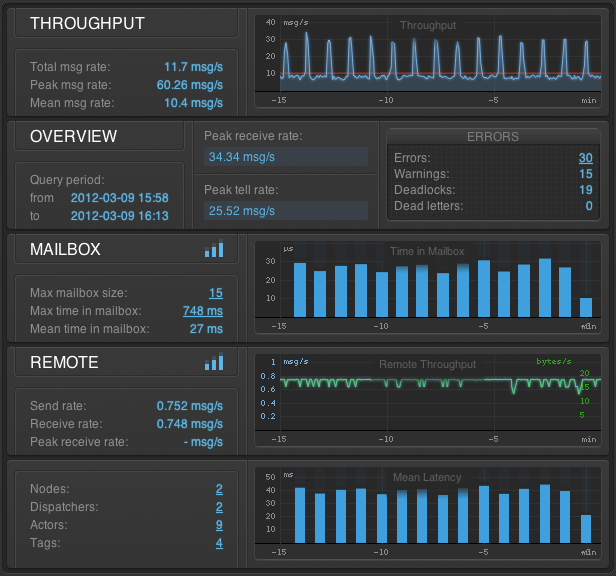 THROUGHPUT
Total msg rate: 11.7 msg/s
Peak msg rate: 60.26 msg/s
Mean msg rate: 10.4 msg/s
msg/s
Throughput
40
30
20
10
-15 -10 -5 min
OVERVIEW
Query period:
from 2012-03-09 15:58
to 2012-03-09 16:13
Peak receive rate:
34.34 msg/s
Peak tell rate:
25.52 msg/s
ERRORS
Errors: 30
Warnings: 15
Deadlocks: 19
Dead letters: 0
MAILBOX
Max mailbox size: 15
Max time in mailbox: 748 ms
Mean time in mailbox: 27 ms
µs
Time in Mailbox
30
20
10
-15 -10 -5
REMOTE
Send rate: 0.752 msg/s
Receive rate: 0.748 msg/s
Peak receive rate: - msg/s
1 msg/s
Remote Throughput
bytes/s
0.8
0.6
0.4
0.2
20
15
10
5
-15 -10 -5 min
Nodes: 2
Dispatchers: 2
Actors: 9
Tags: 4
ms
Mean Latency
50
40
30
20
10
-15 -10 -5